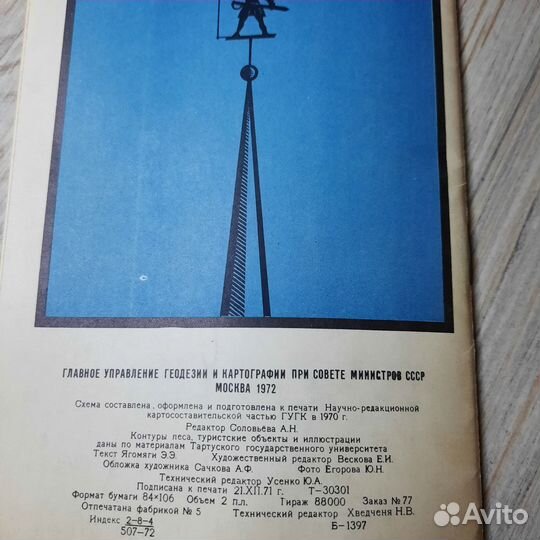 ГЛАВНОЕ УПРАВЛЕНИЕ ГЕОДЕЗИИ И КАРТОГРАФИИ ПРИ СОВЕТЕ МИНИСТРОВ СССР
МОСКВА 1972
Схема составлена, оформлена и подготовлена к печати Научно-редакционной
картосоставительской частью ГУГК в 1970 г.
Редактор Соловьёва А.Н.
Контуры леса, туристские объекты и иллюстрации
даны по материалам Тартуского государственного университета
Текст Ягомяги Э.Э. Художественный редактор Вескова Е.И.
Обложка художника Сачкова А.Ф. Фото Егорова Ю.Н.
Технический редактор Усенко Ю.А.
Подписана к печати 21.XII.71 г. Т-30301
Формат бумаги 84×106 Объем 2 п.л. Тираж 88000 Заказ № 77
Отпечатана фабрикой № 5 Технический редактор Хведченя Н.В.
Индекс 2-8-4 Б-1397
507-72
Avito